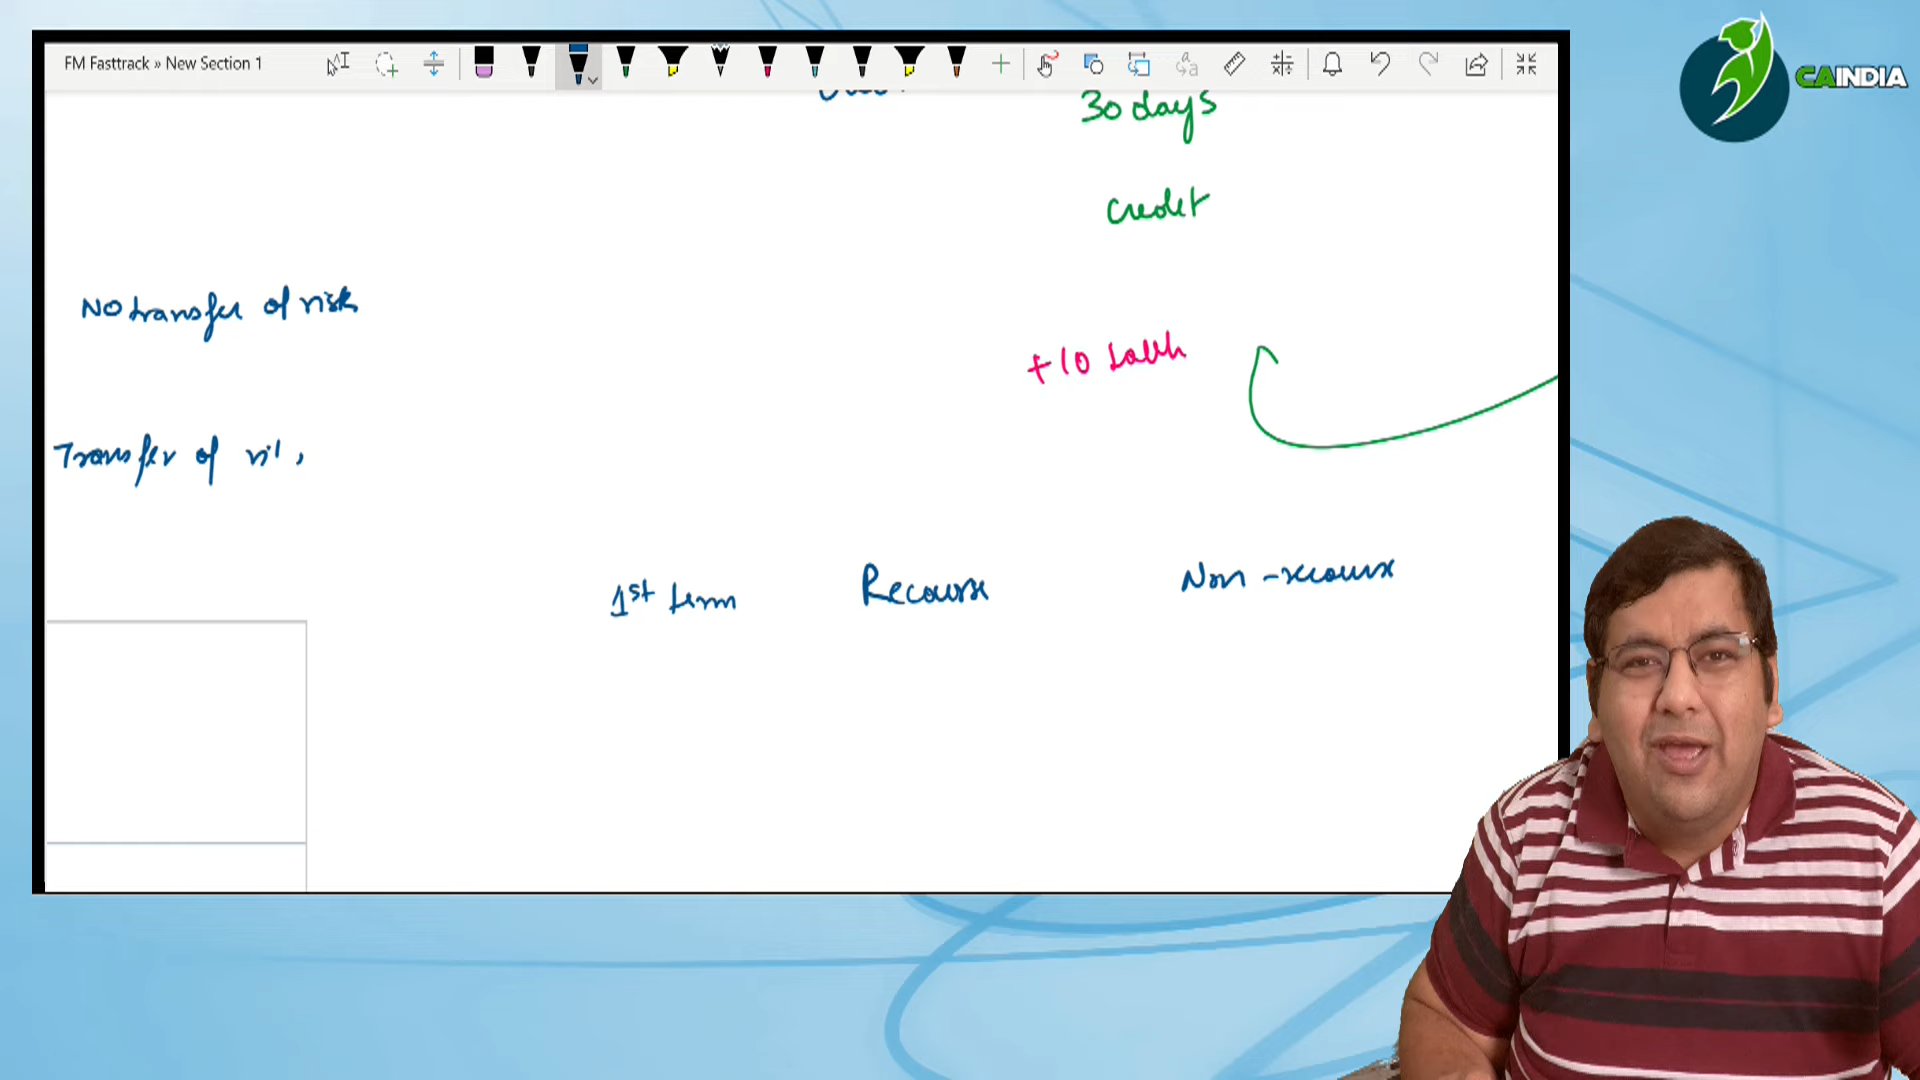 FM Fasttrack » New Section 1
CAINDIA
30 days
credit
No transfer of risk
+10 Lakh
Transfer of
1st term
Recourse
Non-recourse